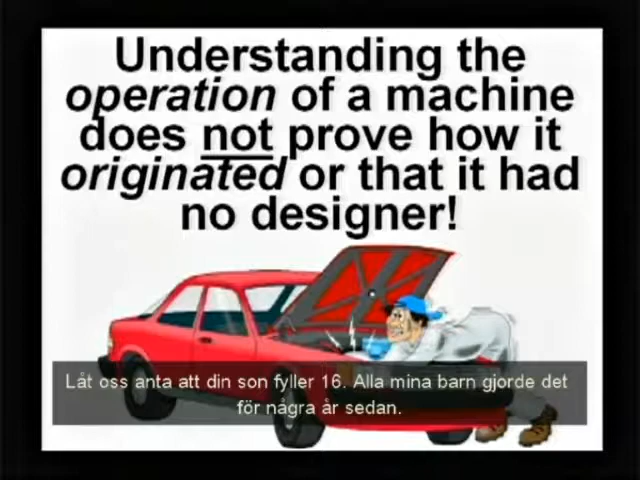 Understanding the
operation of a machine
does not prove how it
originated or that it had
no designer!
Låt oss anta att din son fyller 16. Alla mina barn gjorde det
för några år sedan.